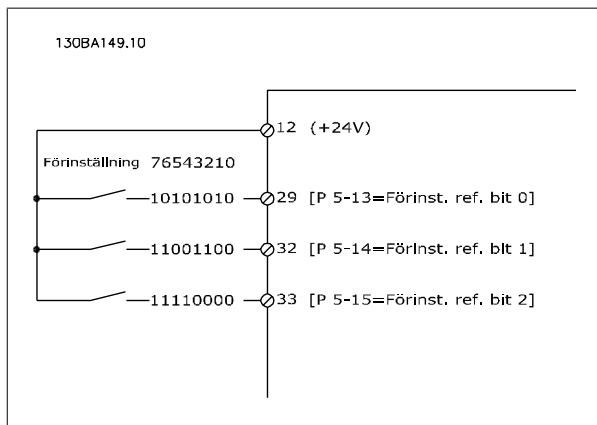 130BA149.10
12 (+24V)
Förinställning 76543210
10101010 29 [P 5-13=Förinst. ref. bit 0]
11001100 32 [P 5-14=Förinst. ref. bit 1]
11110000 33 [P 5-15=Förinst. ref. bit 2]